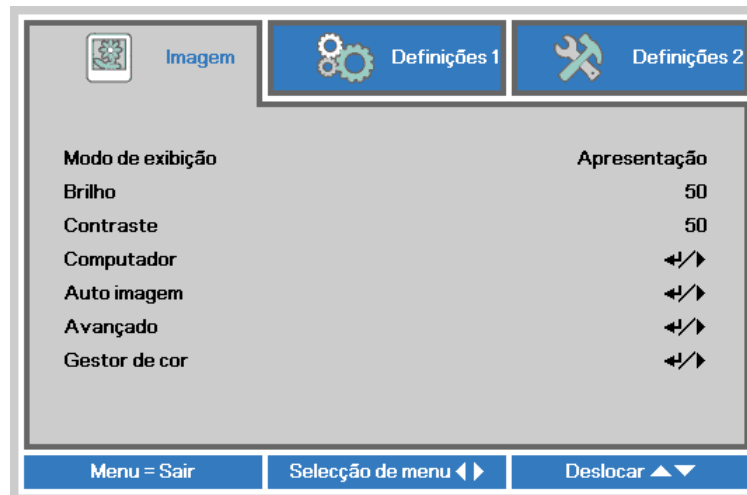 Imagem Definições 1 Definições 2
Modo de exibição Apresentação
Brilho 50
Contraste 50
Computador
Auto imagem
Avançado
Gestor de cor
Menu = Sair Selecção de menu Deslocar